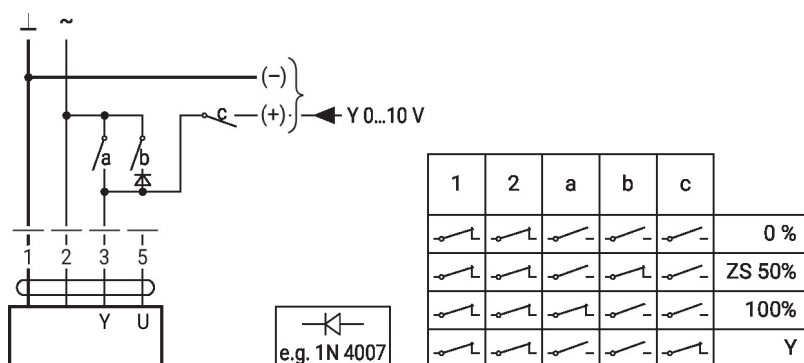 ⊥ ~
(–)
c (+) Y 0...10 V
a b
1 2 3 5
Y U
e.g. 1N 4007
1 2 a b c
0 %
ZS 50%
100%
Y